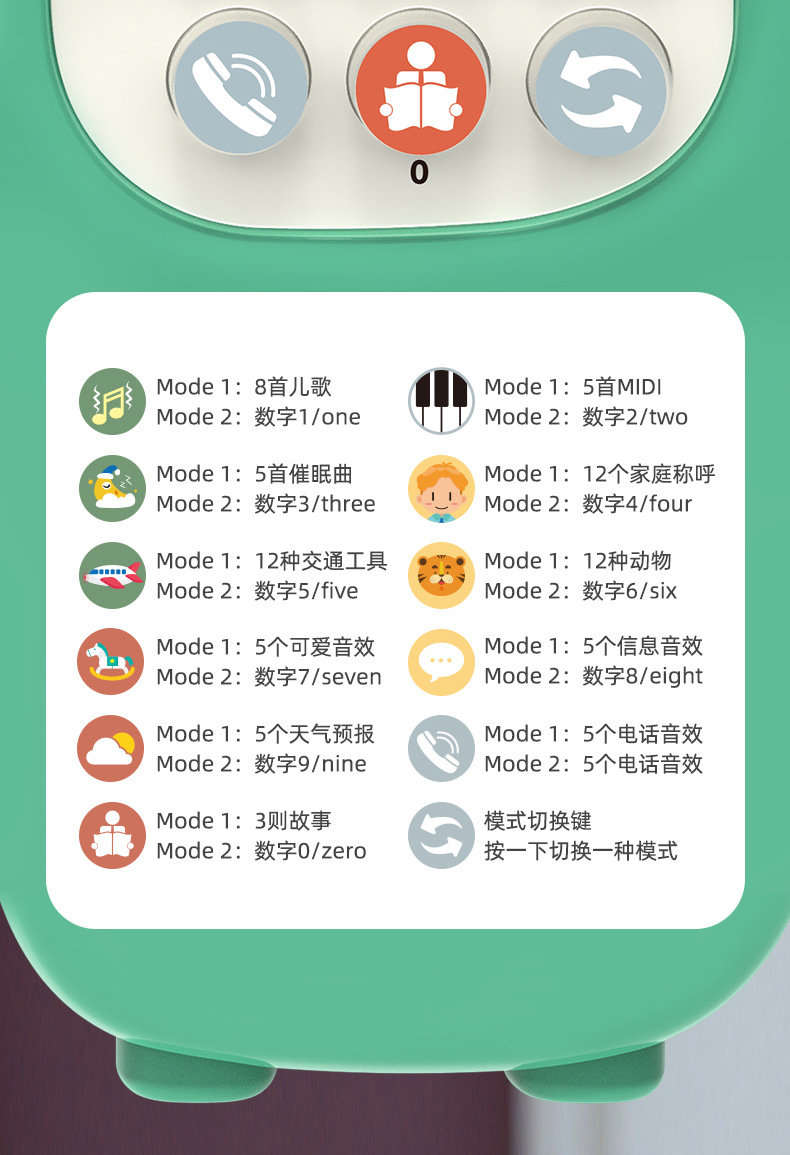 0
Mode 1：8首儿歌
Mode 2：数字1/one
Mode 1：5首MIDI
Mode 2：数字2/two
Mode 1：5首催眠曲
Mode 2：数字3/three
Mode 1：12个家庭称呼
Mode 2：数字4/four
Mode 1：12种交通工具
Mode 2：数字5/five
Mode 1：12种动物
Mode 2：数字6/six
Mode 1：5个可爱音效
Mode 2：数字7/seven
Mode 1：5个信息音效
Mode 2：数字8/eight
Mode 1：5个天气预报
Mode 2：数字9/nine
Mode 1：5个电话音效
Mode 2：5个电话音效
Mode 1：3则故事
Mode 2：数字0/zero
模式切换键
按一下切换一种模式